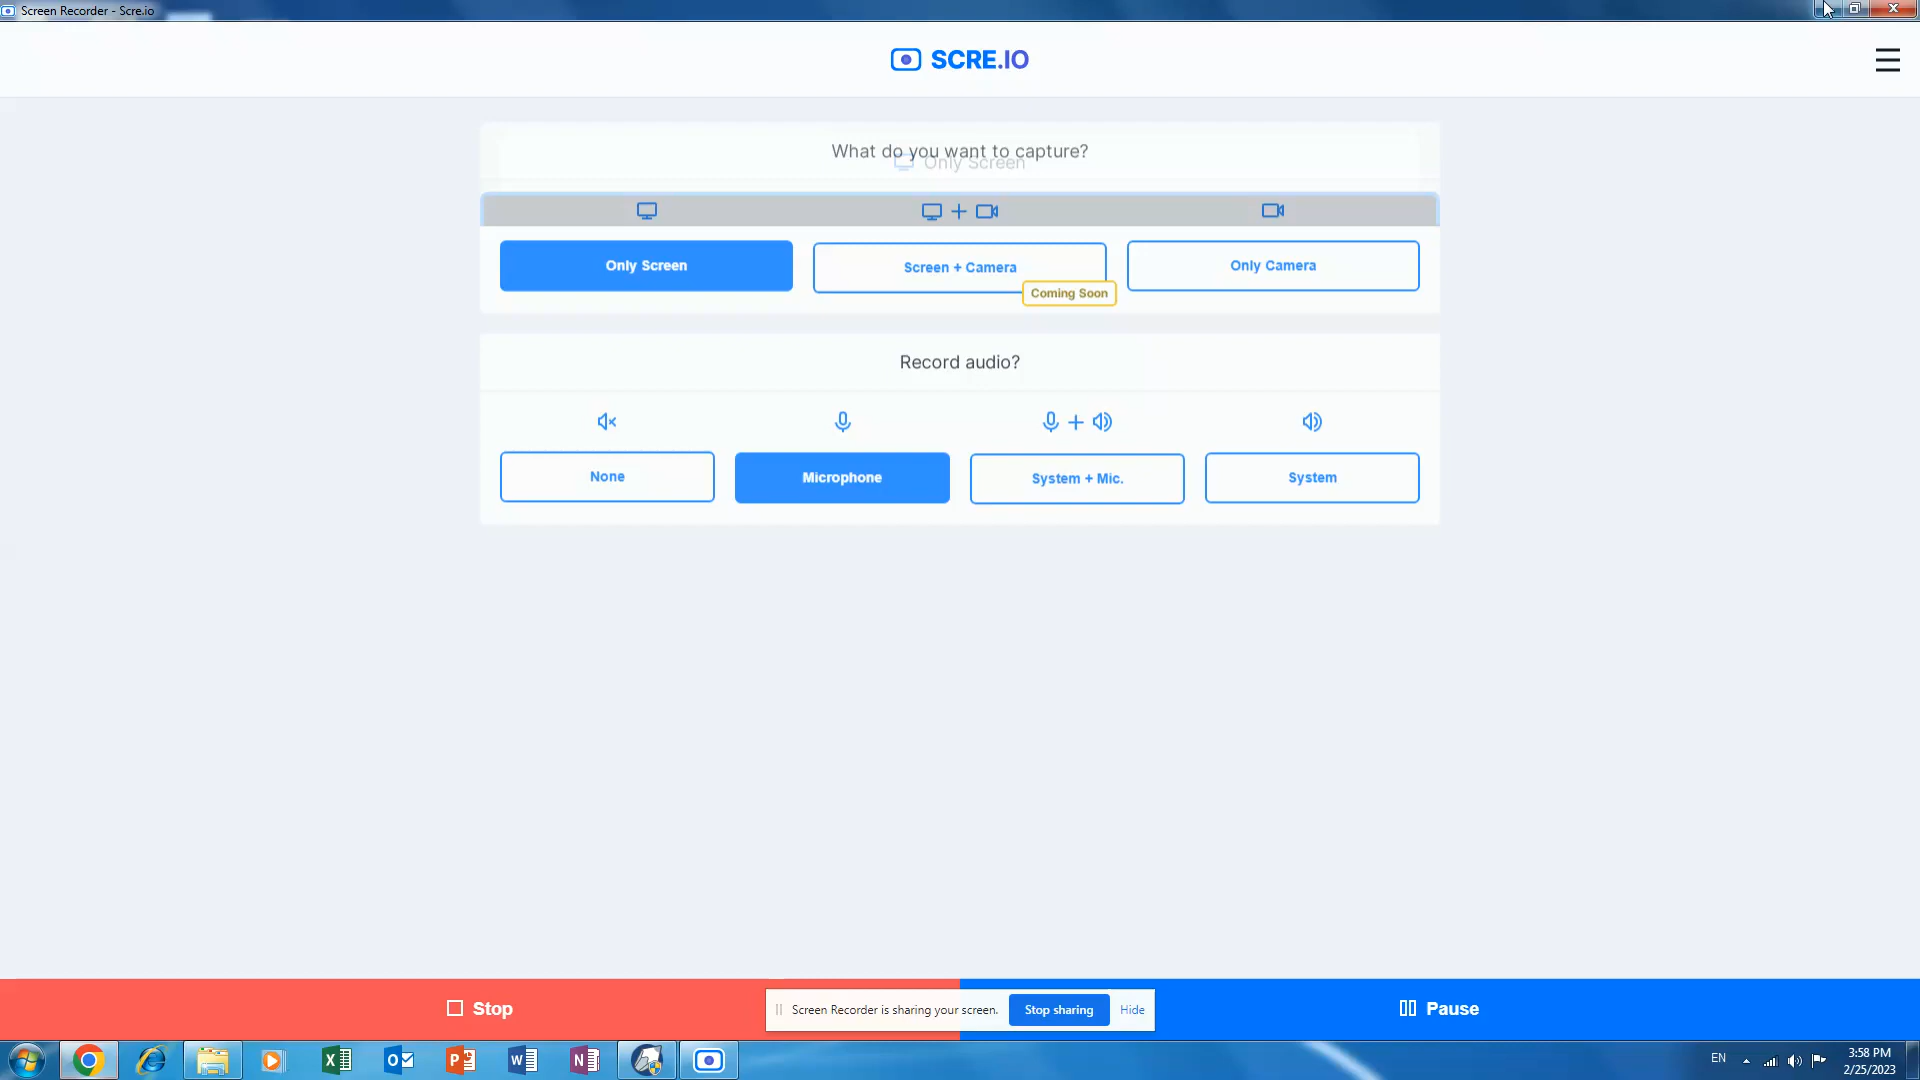 Screen Recorder - Scre.io
SCRE.IO
What do you want to capture?
Only Screen
Only Screen
Screen + Camera
Only Camera
Coming Soon
Record audio?
None
Microphone
System + Mic.
System
Stop
Screen Recorder is sharing your screen.
Stop sharing
Hide
Pause
EN
3:58 PM
2/25/2023